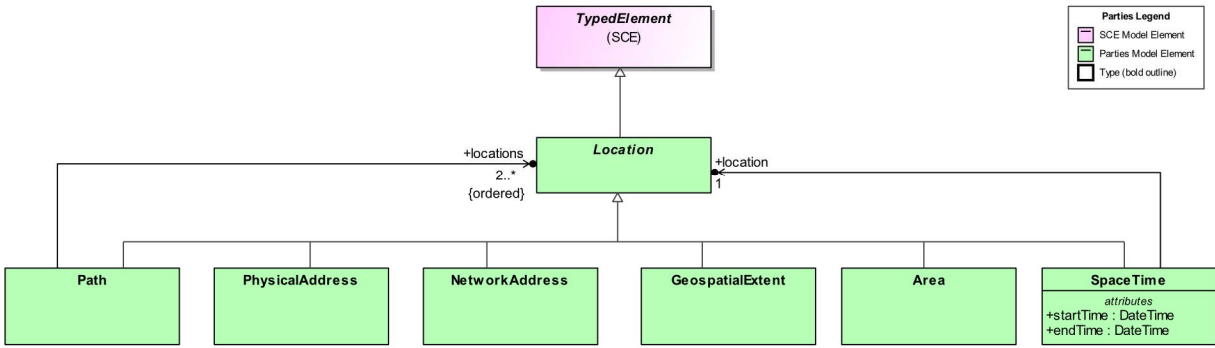 TypedElement
(SCE)
Parties Legend
SCE Model Element
Parties Model Element
Type (bold outline)
+locations
2..*
{ordered}
Location
+location
1
Path
PhysicalAddress
NetworkAddress
GeospatialExtent
Area
SpaceTime
attributes
+startTime : DateTime
+endTime : DateTime